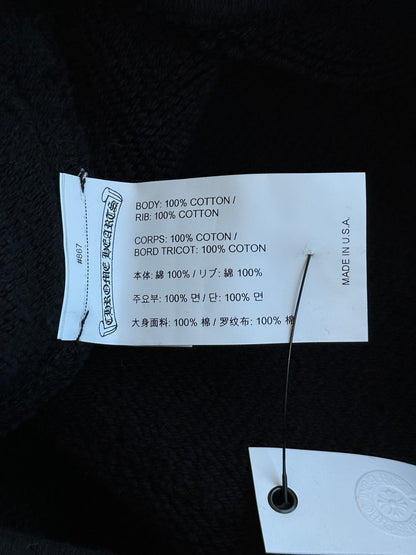 #867
CHROME HEARTS
BODY: 100% COTTON /
RIB: 100% COTTON
CORPS: 100% COTON /
BORD TRICOT: 100% COTON
本体: 綿 100% / リブ: 綿 100%
주요부: 100% 면 / 단: 100% 면
大身面料: 100% 棉 / 罗纹布: 100% 棉
MADE IN U.S.A.